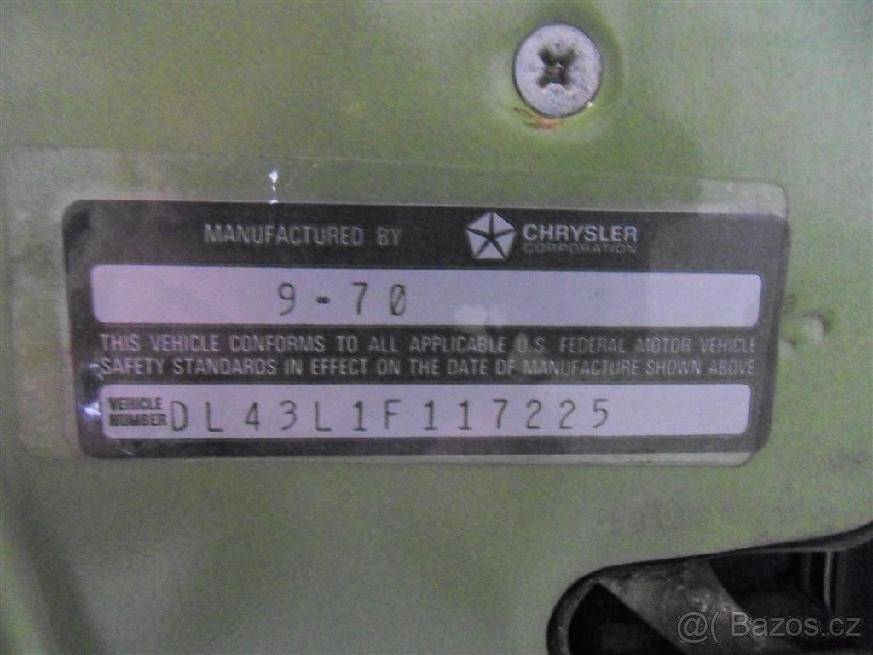 MANUFACTURED BY CHRYSLER CORPORATION
9-70
THIS VEHICLE CONFORMS TO ALL APPLICABLE U.S. FEDERAL MOTOR VEHICLE
SAFETY STANDARDS IN EFFECT ON THE DATE OF MANUFACTURE SHOWN ABOVE
VEHICLE NUMBER DL43L1F117225
@ Bazos.cz